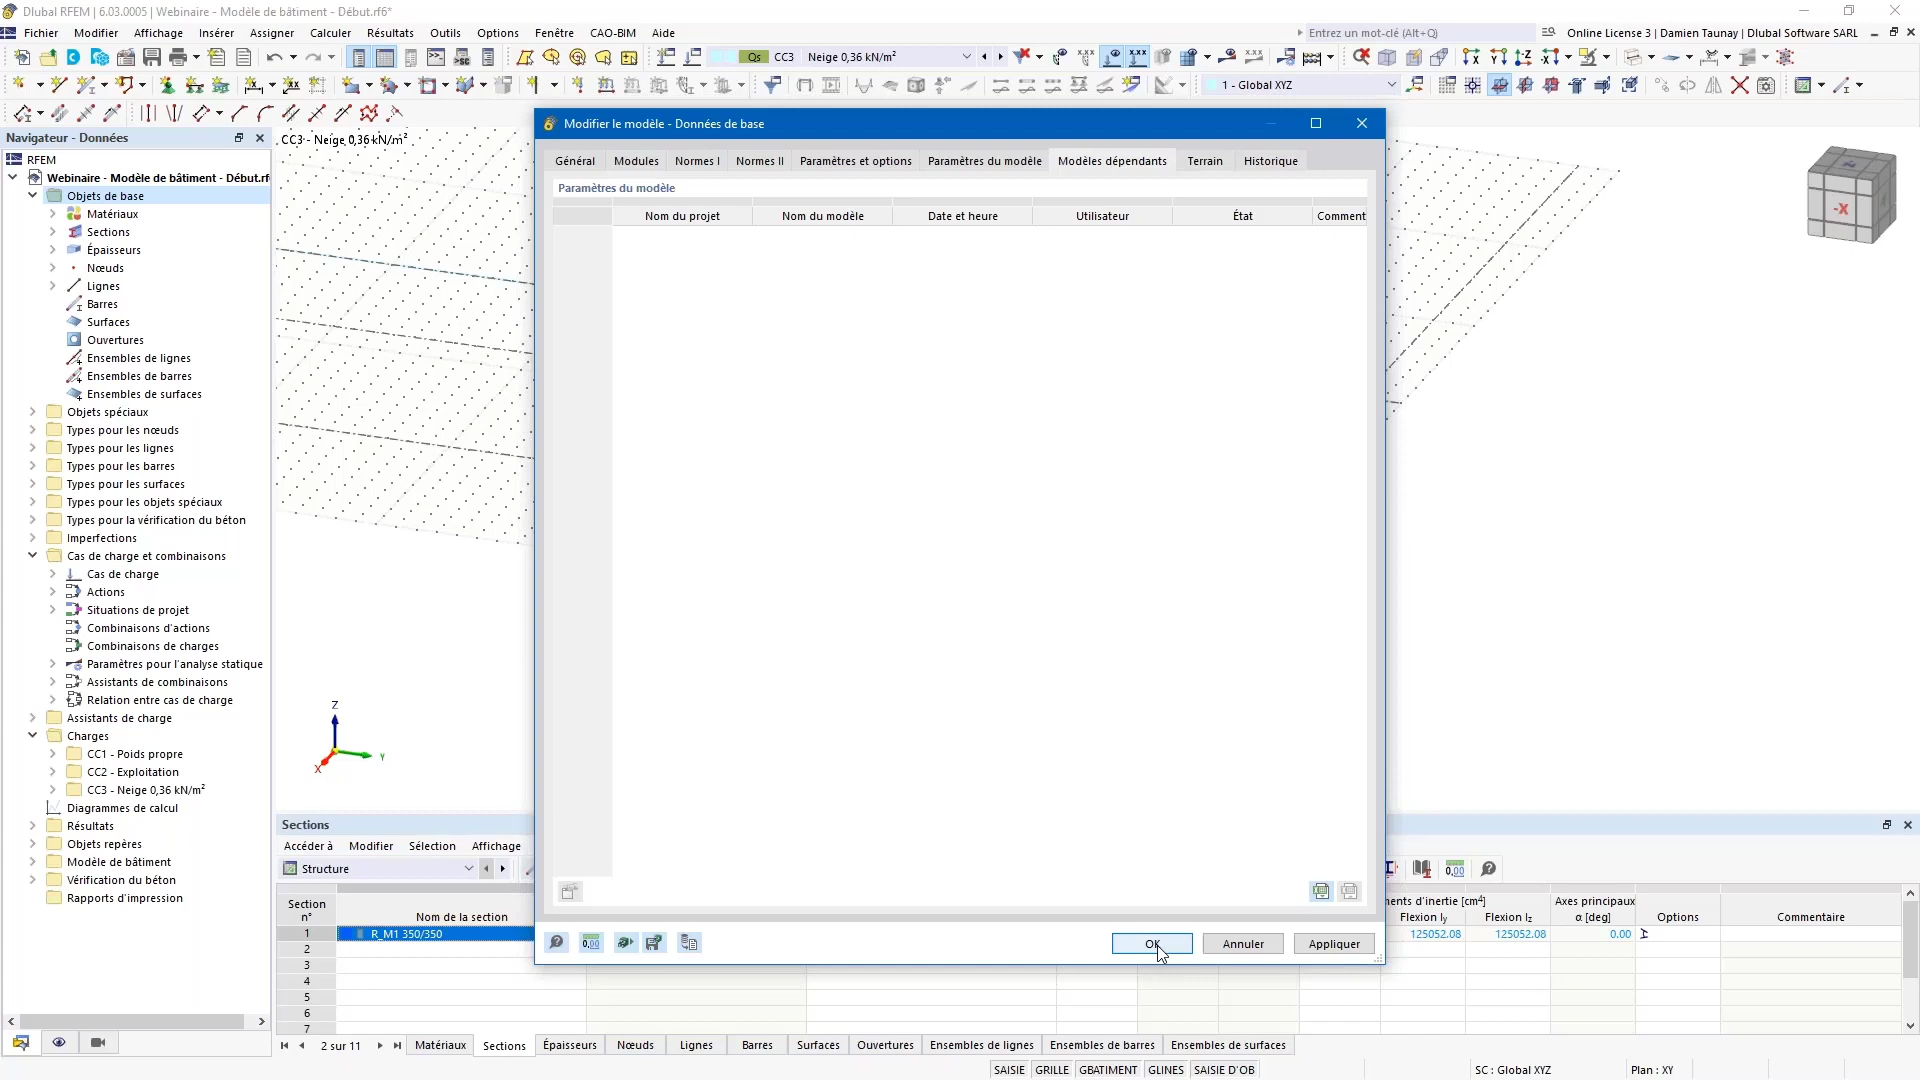 Dlubal RFEM | 6.03.0005 | Webinaire - Modèle de bâtiment - Début.rf6*
Fichier Modifier Affichage Insérer Assigner Calculer Résultats Outils Options Fenêtre CAO-BIM Aide
Entrez un mot-clé (Alt+Q)
Online License 3 | Damien Taunay | Dlubal Software SARL
Qs CC3 Neige 0,36 kN/m²
1 - Global XYZ
Navigateur - Données
RFEM
Webinaire - Modèle de bâtiment - Début.rf
Objets de base
Matériaux
Sections
Épaisseurs
Nœuds
Lignes
Barres
Surfaces
Ouvertures
Ensembles de lignes
Ensembles de barres
Ensembles de surfaces
Objets spéciaux
Types pour les nœuds
Types pour les lignes
Types pour les barres
Types pour les surfaces
Types pour les objets spéciaux
Types pour la vérification du béton
Imperfections
Cas de charge et combinaisons
Cas de charge
Actions
Situations de projet
Combinaisons d'actions
Combinaisons de charges
Paramètres pour l'analyse statique
Assistants de combinaisons
Relation entre cas de charge
Assistants de charge
Charges
CC1 - Poids propre
CC2 - Exploitation
CC3 - Neige 0,36 kN/m²
Diagrammes de calcul
Résultats
Objets repères
Modèle de bâtiment
Vérification du béton
Rapports d'impression
CC3 - Neige 0,36 kN/m²
-X
Z
Y
X
Modifier le modèle - Données de base
Général Modules Normes I Normes II Paramètres et options Paramètres du modèle Modèles dépendants Terrain Historique
Paramètres du modèle
Nom du projet Nom du modèle Date et heure Utilisateur État Comment
OK Annuler Appliquer
Sections
Accéder à Modifier Sélection Affichage
Structure
Section n° Nom de la section
ents d'inertie [cm⁴] Axes principaux
Flexion Iy Flexion Iz α [deg] Options Commentaire
1 R_M1 350/350 125052.08 125052.08 0.00
2
3
4
5
6
7
2 sur 11 Matériaux Sections Épaisseurs Nœuds Lignes Barres Surfaces Ouvertures Ensembles de lignes Ensembles de barres Ensembles de surfaces
SAISIE GRILLE GBATIMENT GLINES SAISIE D'OB SC : Global XYZ Plan : XY